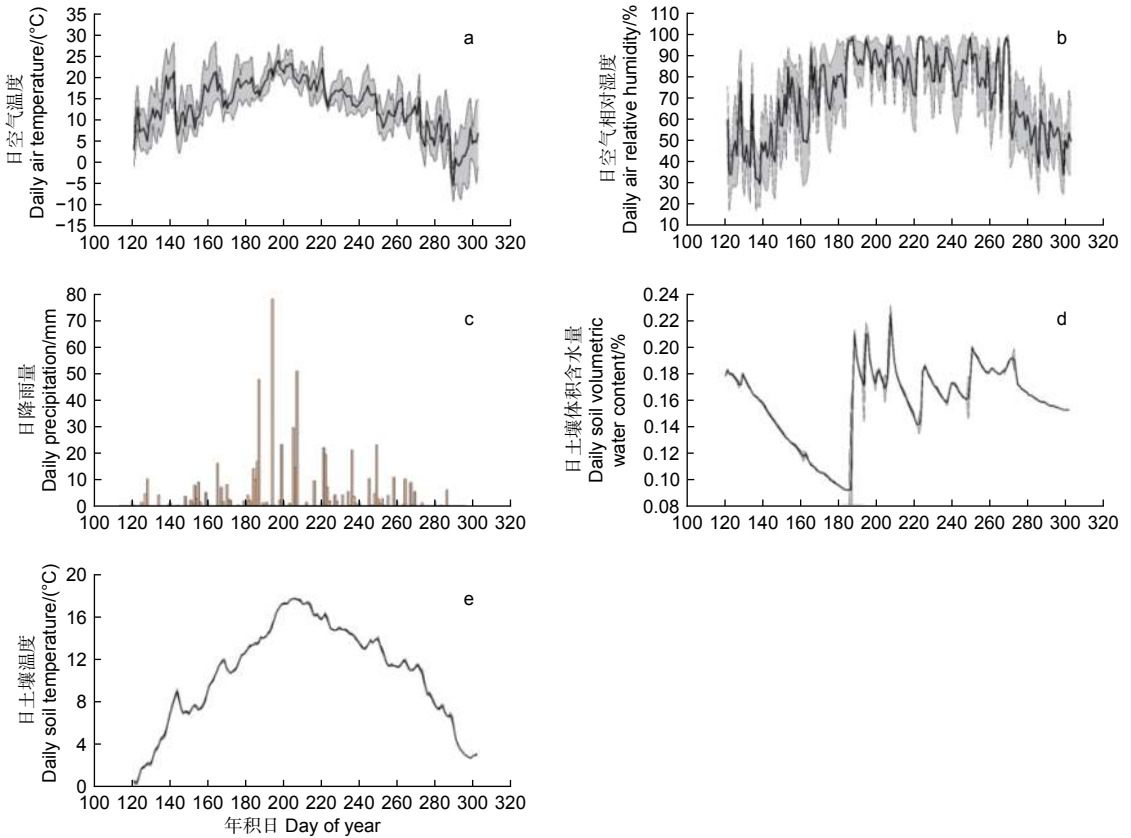 日空气温度
Daily air temperature/(°C)
35
30
25
20
15
10
5
0
−5
−10
−15
a
100 120 140 160 180 200 220 240 260 280 300 320
日空气相对湿度
Daily air relative humidity/%
110
100
90
80
70
60
50
40
30
20
10
b
100 120 140 160 180 200 220 240 260 280 300 320
日降雨量
Daily precipitation/mm
80
70
60
50
40
30
20
10
0
c
100 120 140 160 180 200 220 240 260 280 300 320
日土壤体积含水量
Daily soil volumetric
water content/%
0.24
0.22
0.20
0.18
0.16
0.14
0.12
0.10
0.08
d
120 140 160 180 200 220 240 260 280 300 320
日土壤温度
Daily soil temperature/(°C)
20
16
12
8
4
0
e
100 120 140 160 180 200 220 240 260 280 300 320
年积日 Day of year